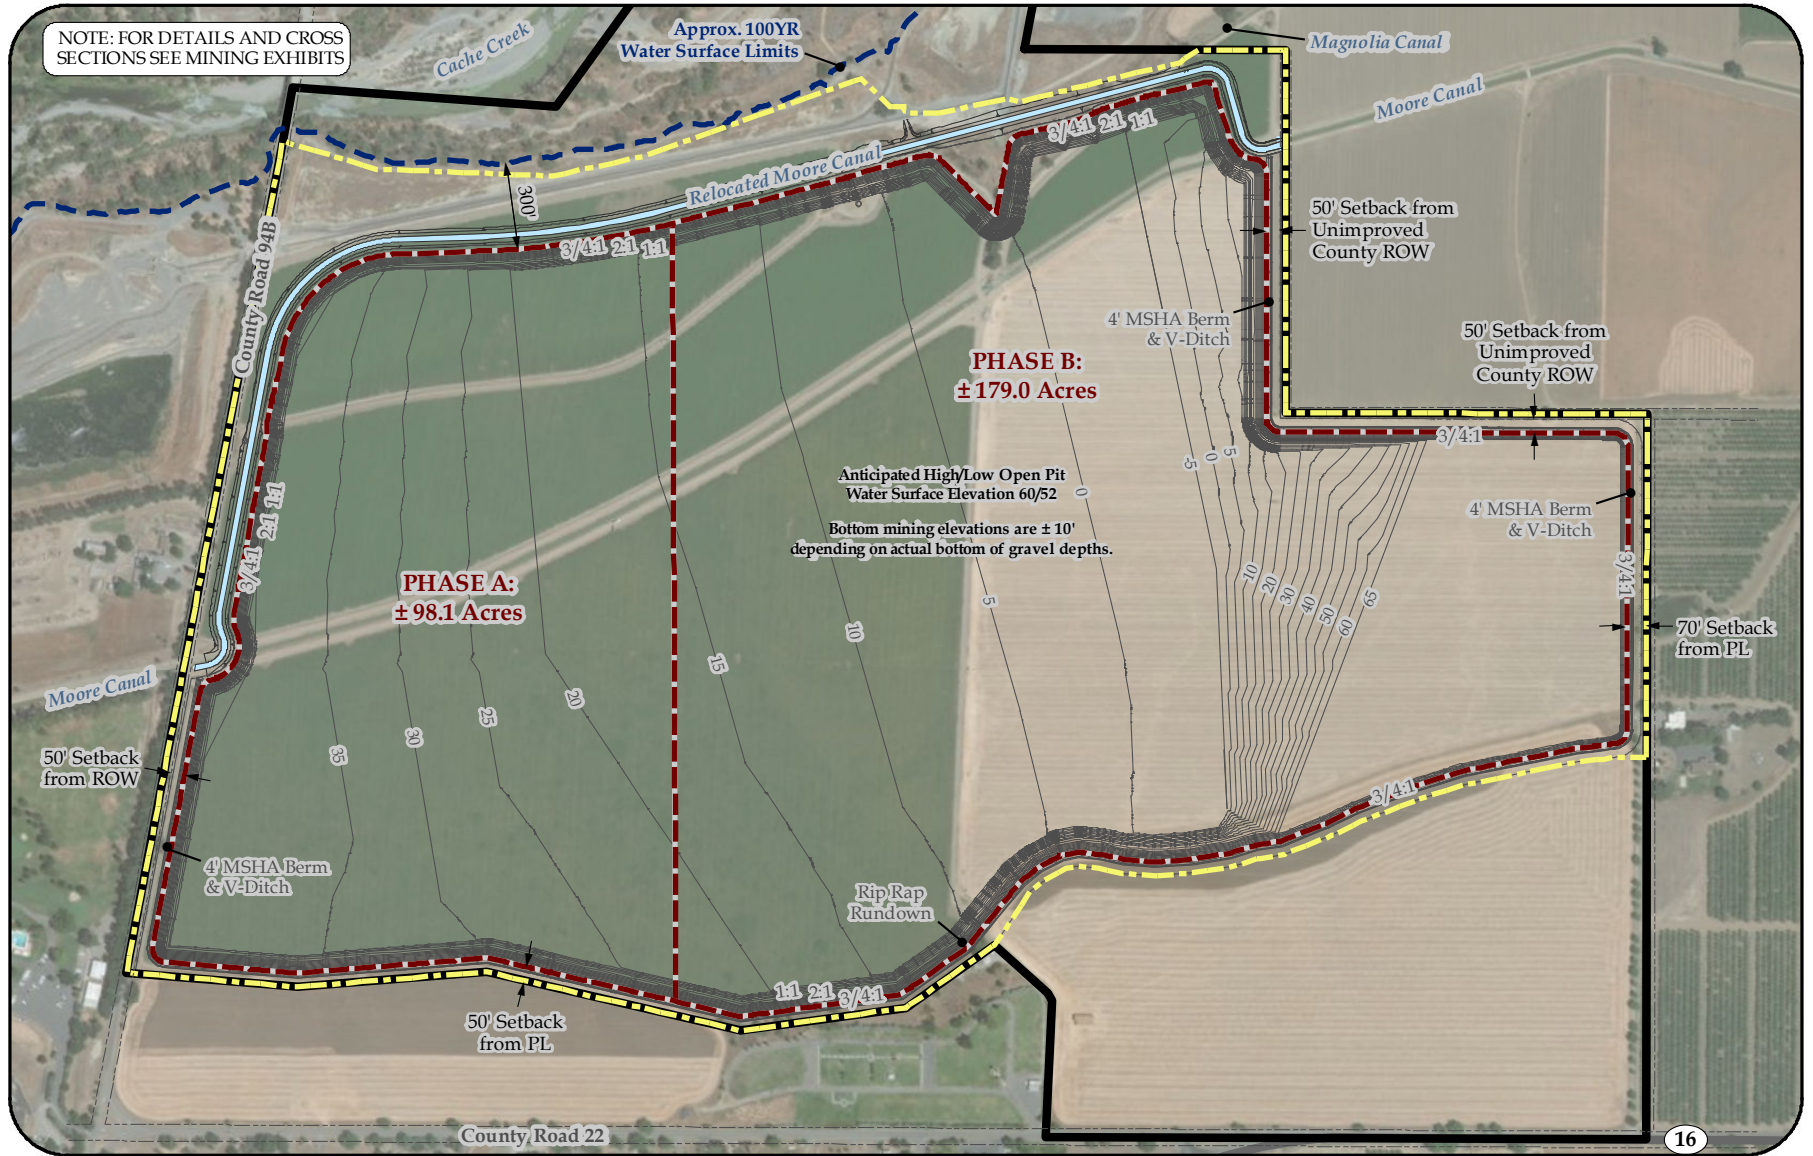 NOTE: FOR DETAILS AND CROSS
SECTIONS SEE MINING EXHIBITS
Cache Creek
Approx. 100YR
Water Surface Limits
Magnolia Canal
Moore Canal
3/4:1 2:1 1:1
Relocated Moore Canal
300'
50' Setback from
Unimproved
County ROW
County Road 94B
3/4:1 2:1 1:1
4' MSHA Berm
& V-Ditch
50' Setback from
Unimproved
County ROW
PHASE B:
± 179.0 Acres
3/4:1
-5
0
5
Anticipated High/Low Open Pit
Water Surface Elevation 60/52
0
Bottom mining elevations are ± 10'
depending on actual bottom of gravel depths.
4' MSHA Berm
& V-Ditch
3/4:1 2:1 1:1
PHASE A:
± 98.1 Acres
10
20
30
40
50
60
65
3/4:1
5
10
15
20
25
30
35
70' Setback
from PL
Moore Canal
50' Setback
from ROW
3/4:1
4' MSHA Berm
& V-Ditch
Rip Rap
Rundown
1:1 2:1 3/4:1
50' Setback
from PL
County Road 22
16